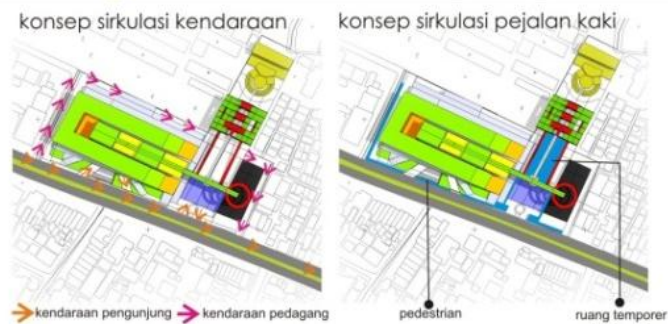 konsep sirkulasi kendaraan
konsep sirkulasi pejalan kaki
kendaraan pengunjung
kendaraan pedagang
pedestrian
ruang temporer